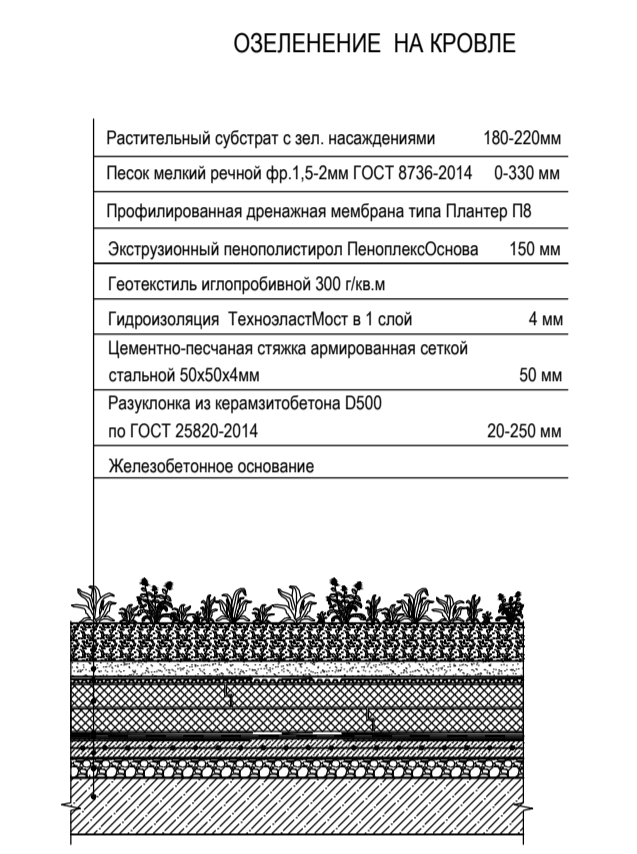 ОЗЕЛЕНЕНИЕ НА КРОВЛЕ
Растительный субстрат с зел. насаждениями 180-220мм
Песок мелкий речной фр.1,5-2мм ГОСТ 8736-2014 0-330 мм
Профилированная дренажная мембрана типа Плантер П8
Экструзионный пенополистирол ПеноплексОснова 150 мм
Геотекстиль иглопробивной 300 г/кв.м
Гидроизоляция ТехноэластМост в 1 слой 4 мм
Цементно-песчаная стяжка армированная сеткой
стальной 50x50x4мм 50 мм
Разуклонка из керамзитобетона D500
по ГОСТ 25820-2014 20-250 мм
Железобетонное основание